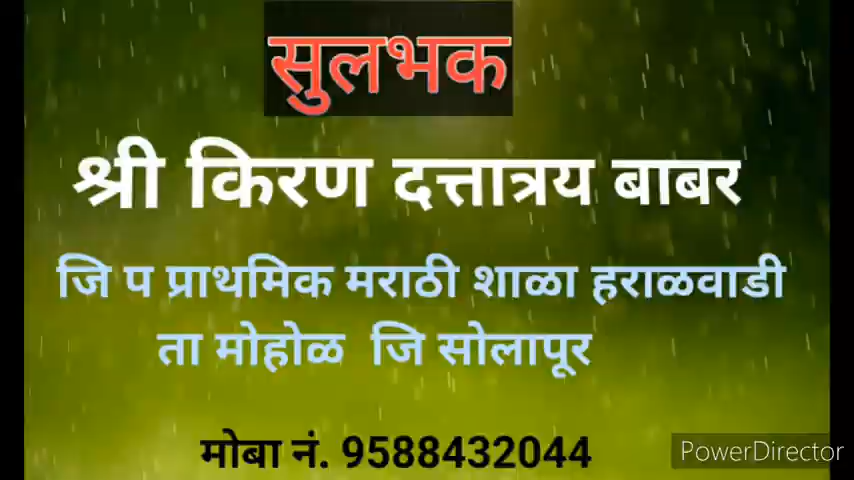 सुलभक
श्री किरण दत्तात्रय बाबर
जि प प्राथमिक मराठी शाळा हराळवाडी
ता मोहोळ जि सोलापूर
मोबा नं. 9588432044
PowerDirector